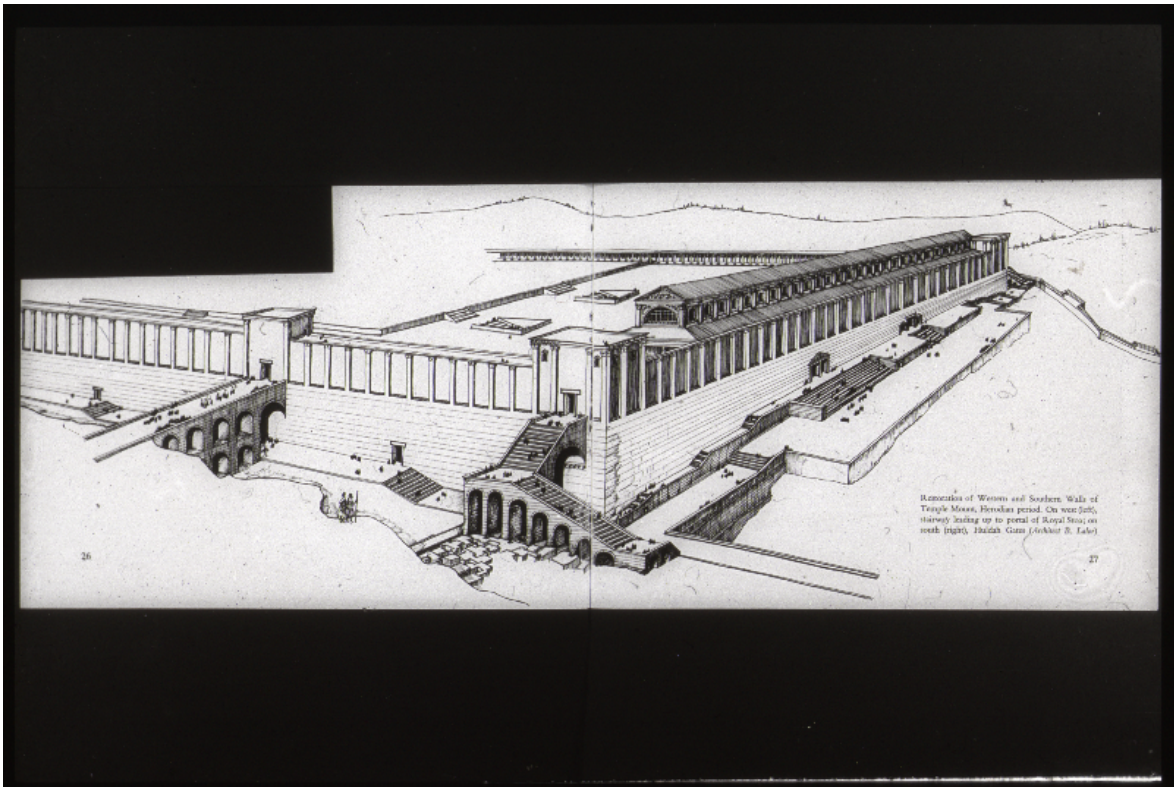 Restoration of Western and Southern Walls of
Temple Mount, Herodian period. On west (left),
stairway leading up to portal of Royal Stoa; on
south (right), Huldah Gates (Architect B. Lalor)
26
27